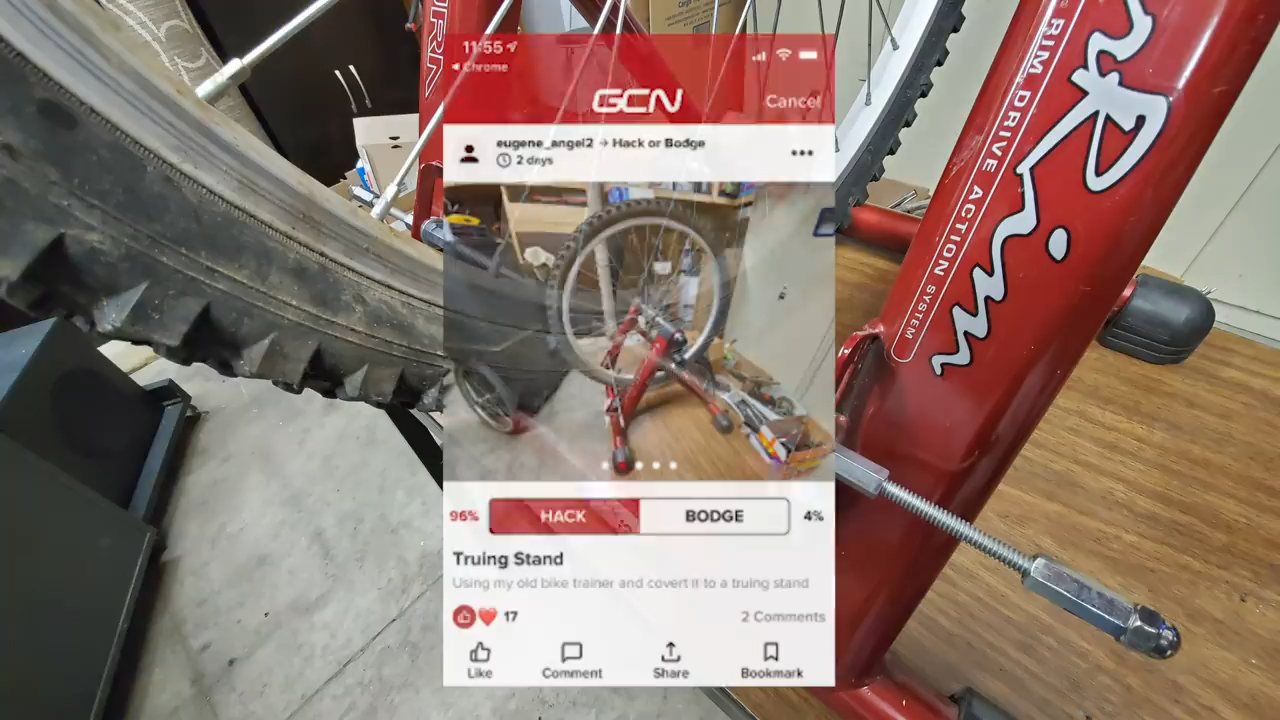 11:55
Chrome
GCN
Cancel
eugene_angel2 → Hack or Bodge
2 days
96%
HACK
BODGE
4%
Truing Stand
Using my old bike trainer and covert it to a truing stand
17
2 Comments
Like
Comment
Share
Bookmark
RIM DRIVE ACTION SYSTEM
Rim